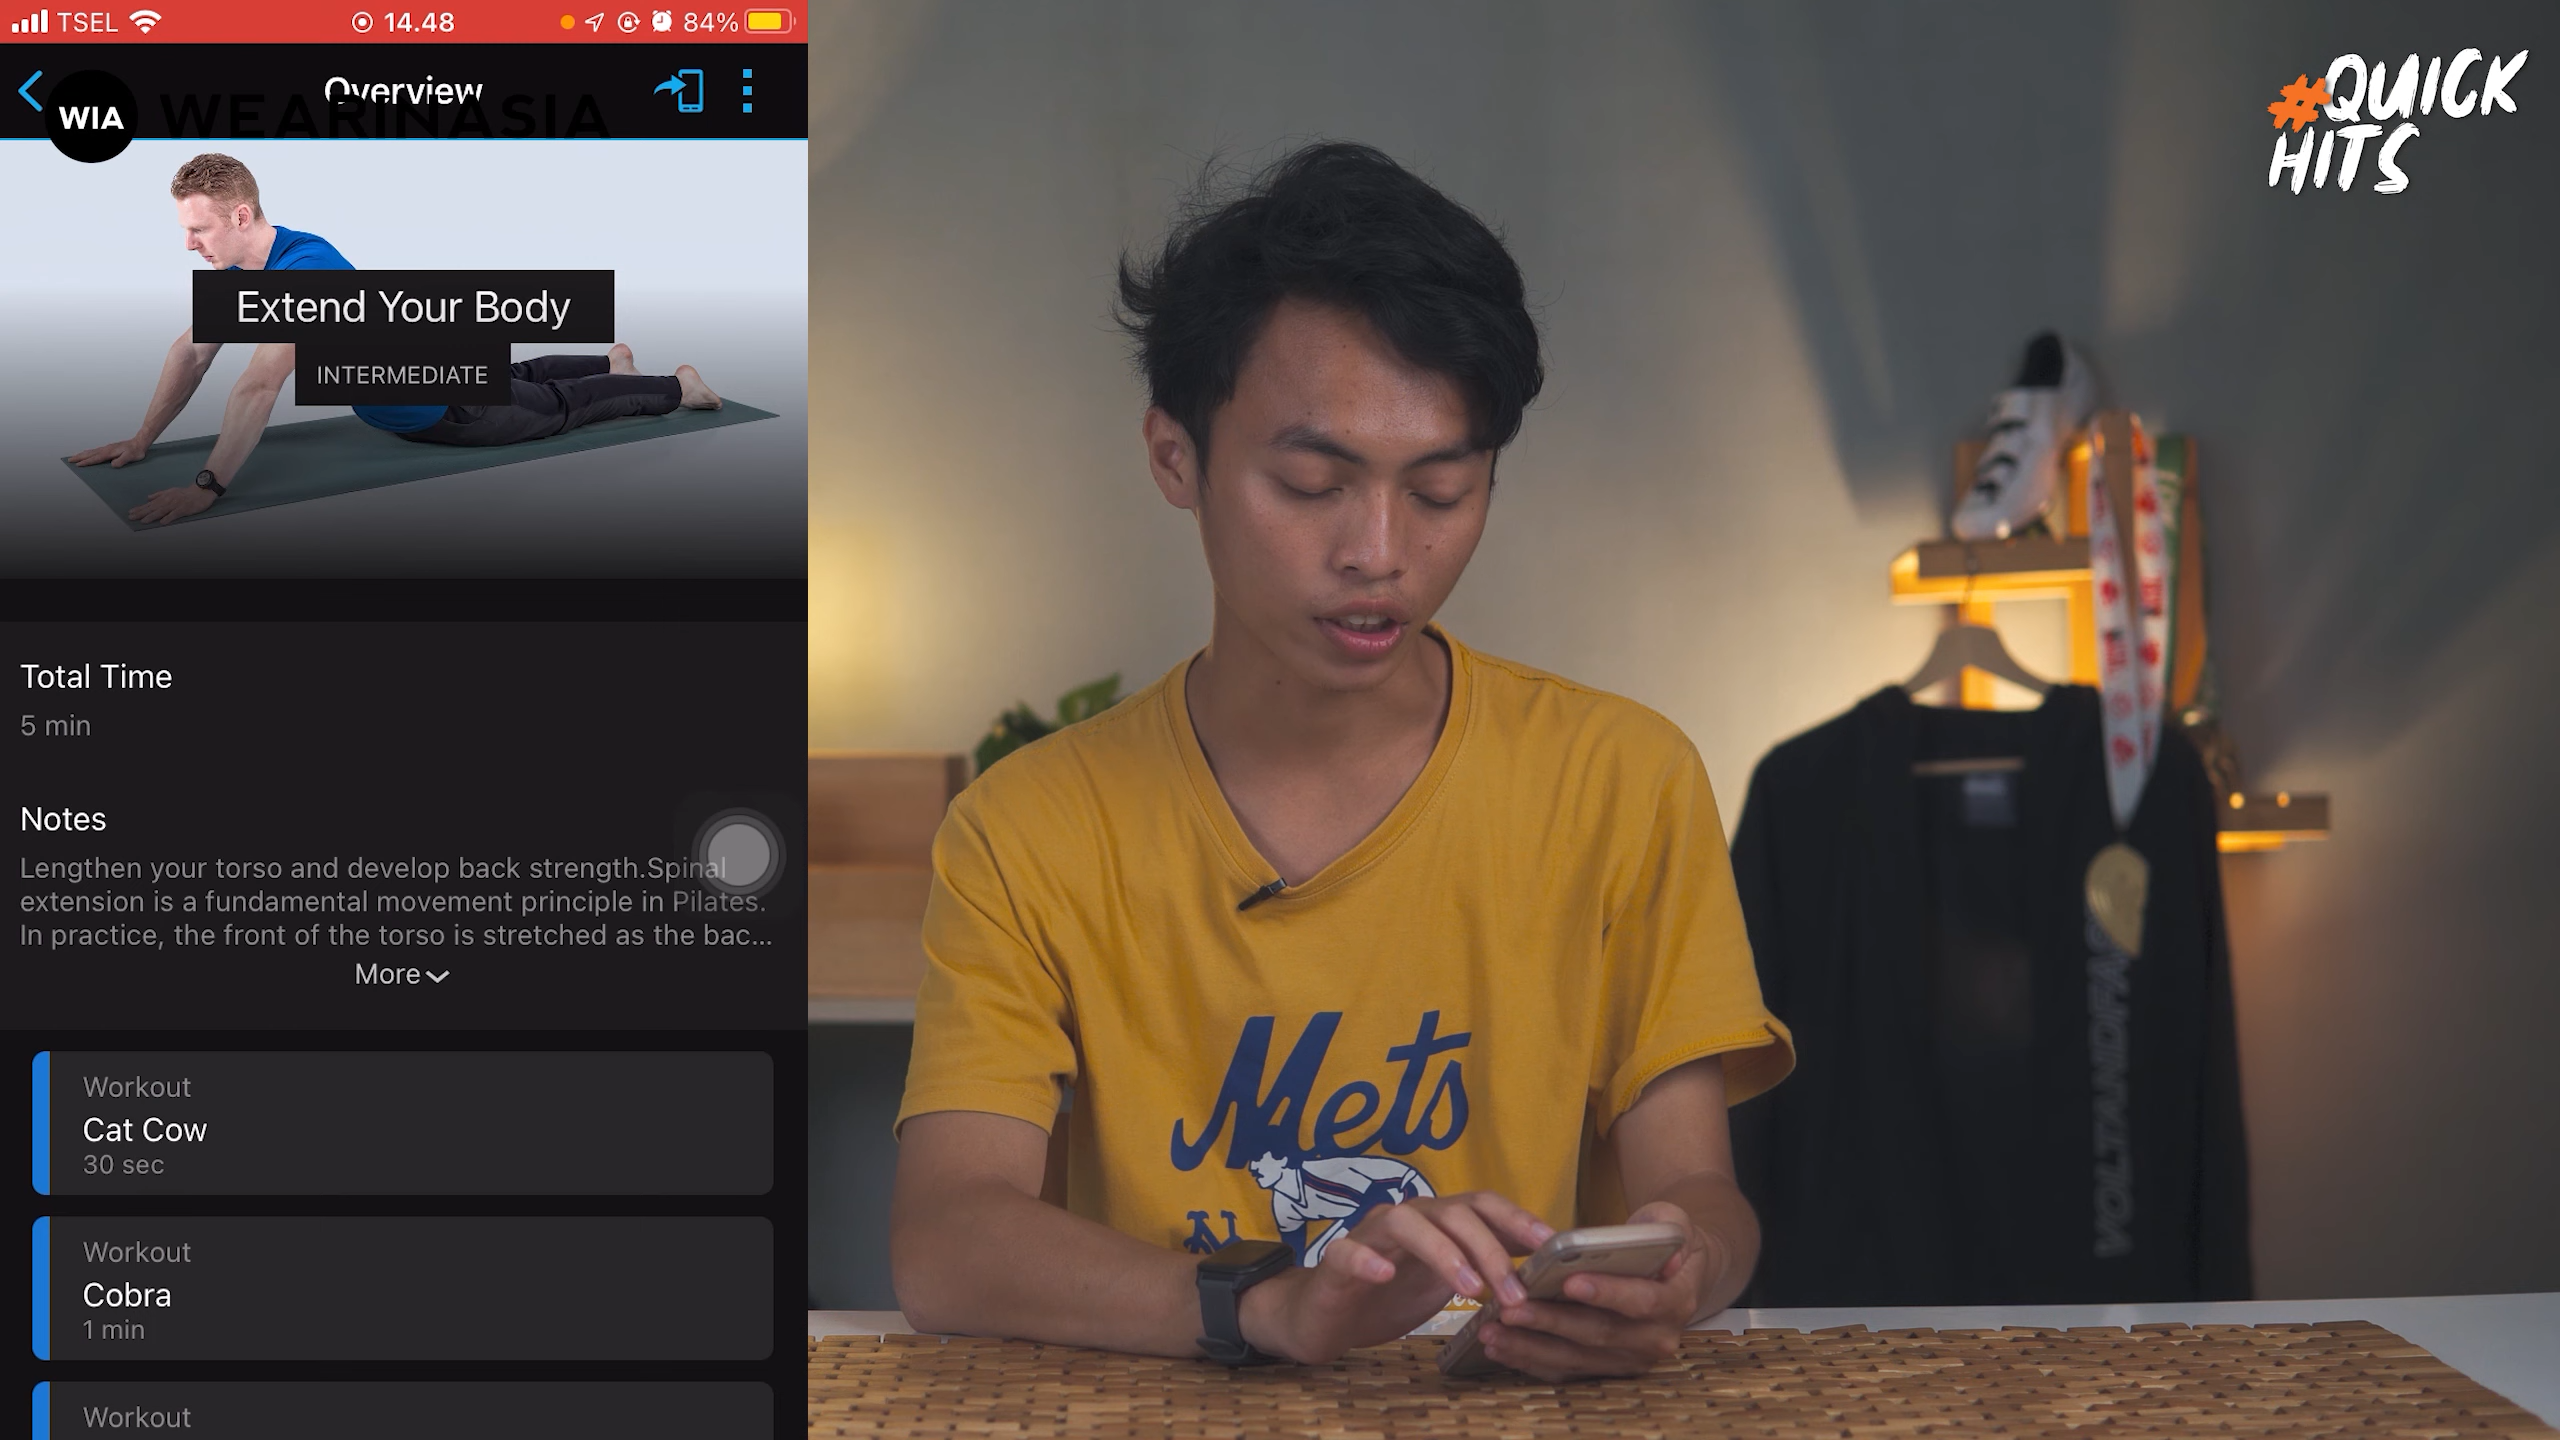 TSEL
14.48
84%
Overview
WIA
WEARINASIA
Extend Your Body
INTERMEDIATE
Total Time
5 min
Notes
Lengthen your torso and develop back strength.Spinal
extension is a fundamental movement principle in Pilates.
In practice, the front of the torso is stretched as the bac...
More
Workout
Cat Cow
30 sec
Workout
Cobra
1 min
Workout
#QUICK
HITS
Mets
N
VOLTANDFAS